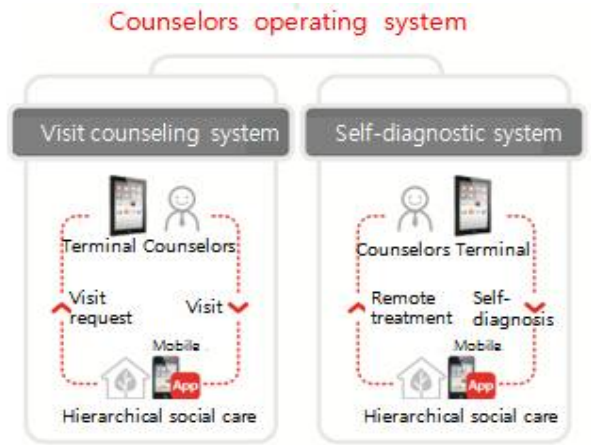 Counselors operating system
Visit counseling system
Terminal Counselors
Visit
request
Visit
Mobile
App
Hierarchical social care
Self-diagnostic system
Counselors Terminal
Remote
treatment
Self-
diagnosis
Mobile
App
Hierarchical social care